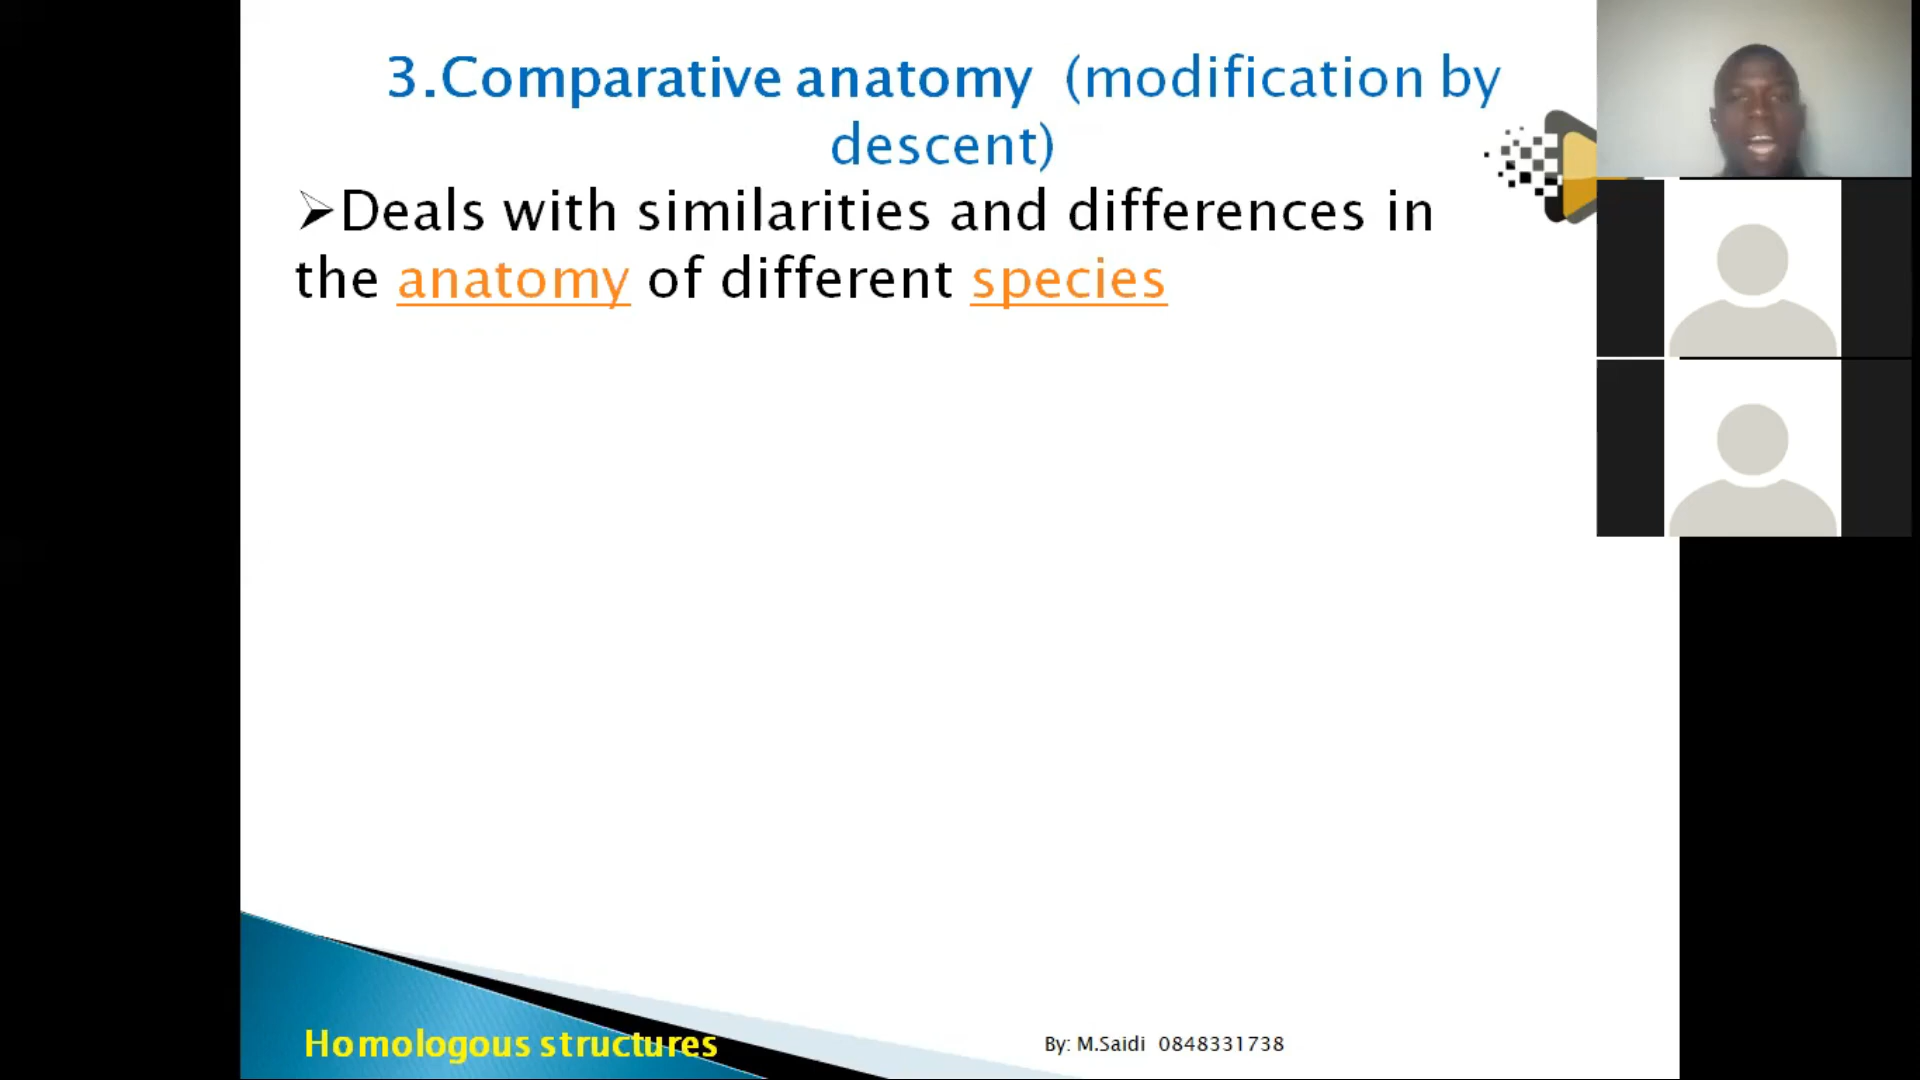 3.Comparative anatomy (modification by
descent)
➢Deals with similarities and differences in
the anatomy of different species
Homologous structures
By: M.Saidi 0848331738